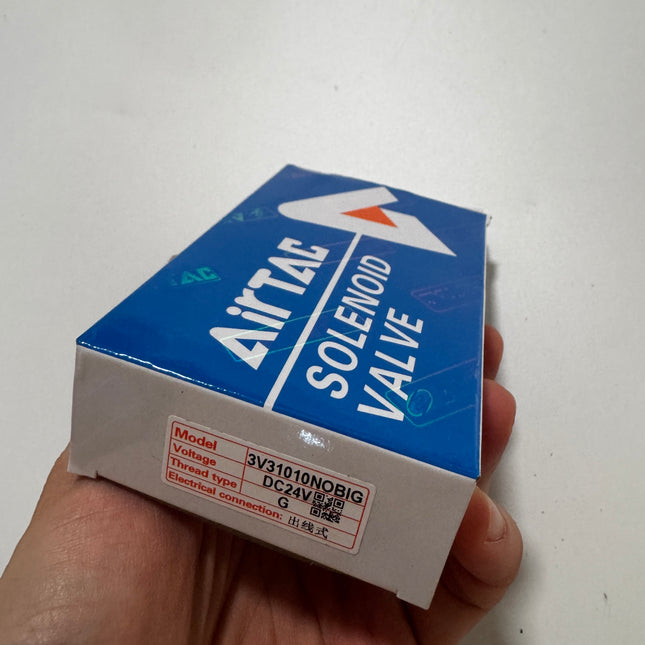 AirTAC
SOLENOID
VALVE
Model 3V31010NOBIG
Voltage DC24V
Thread type G
Electrical connection: 出线式